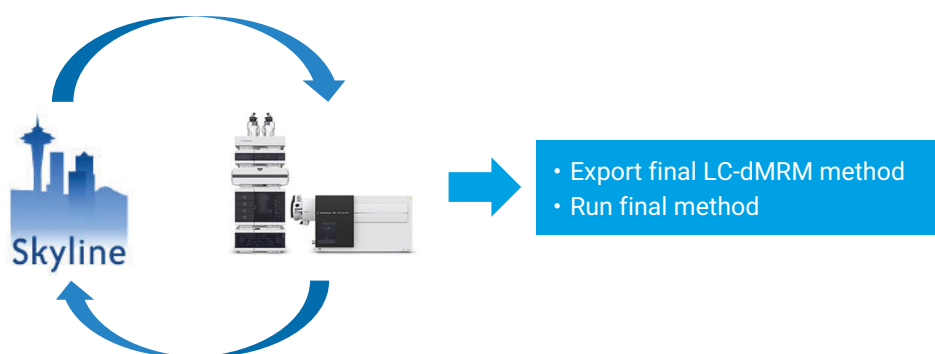 Skyline
• Export final LC-dMRM method
• Run final method